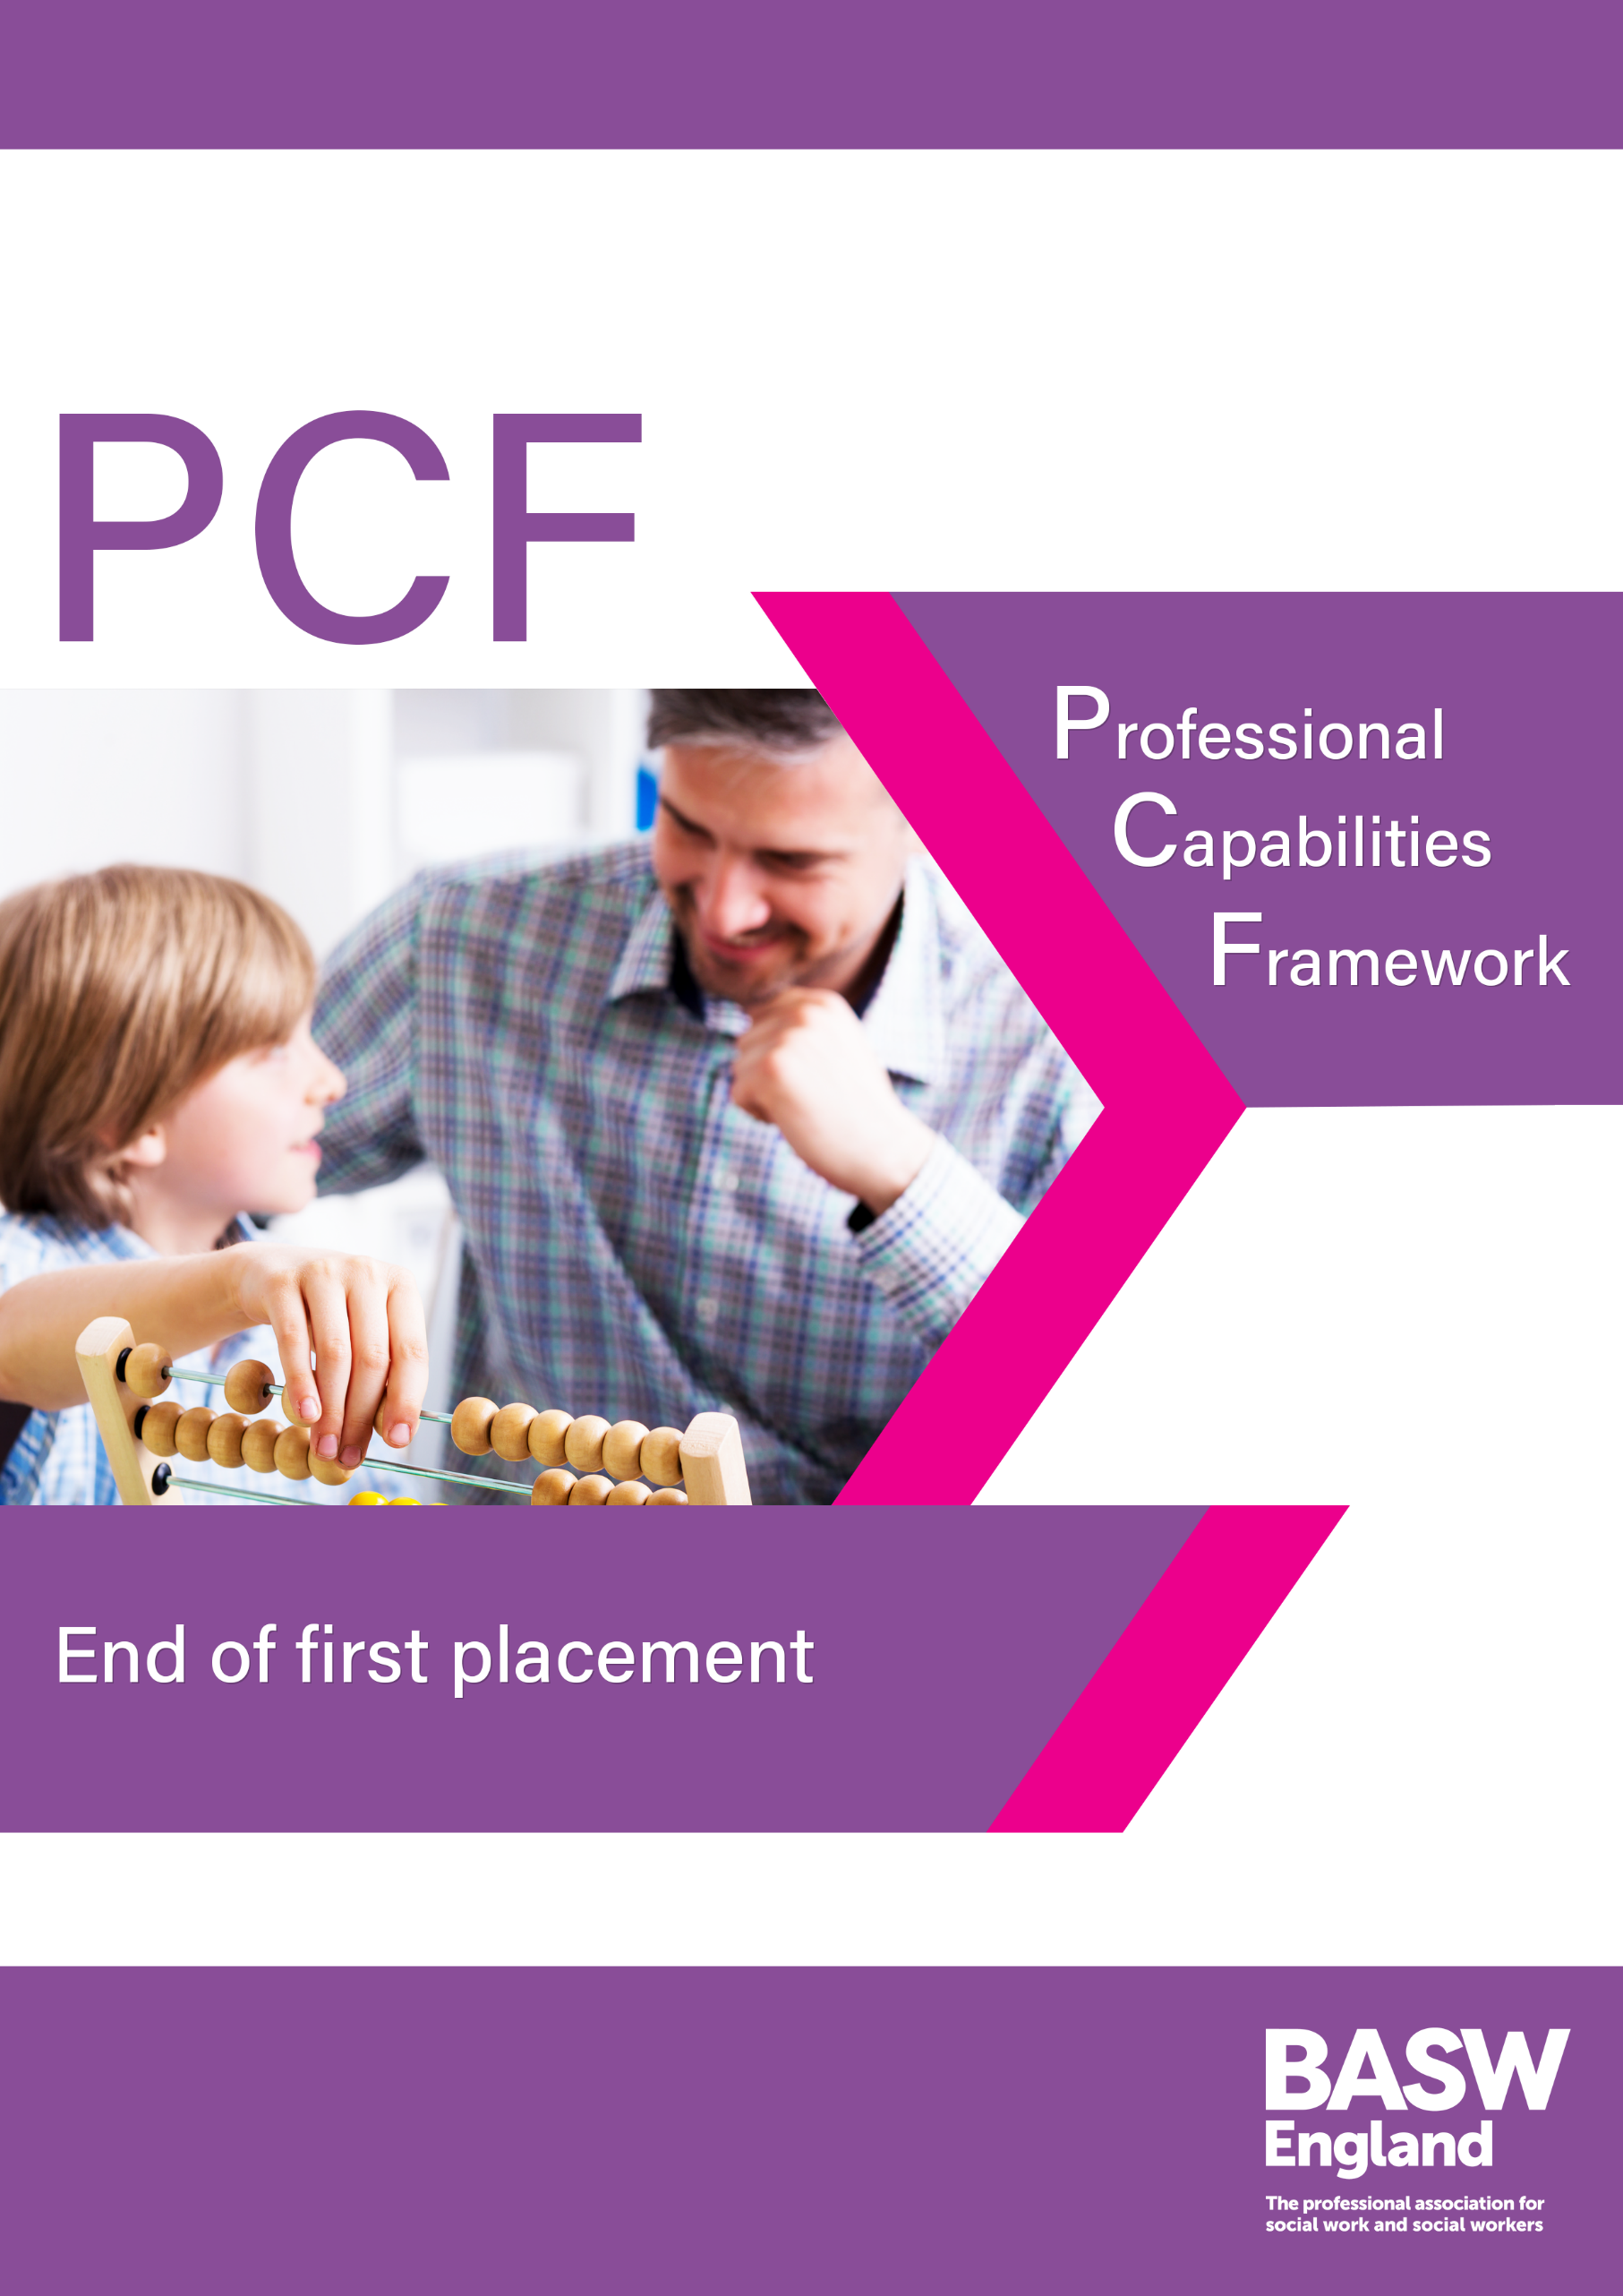 PCF
Professional
Capabilities
Framework
End of first placement
BASW
England
The professional association for
social work and social workers